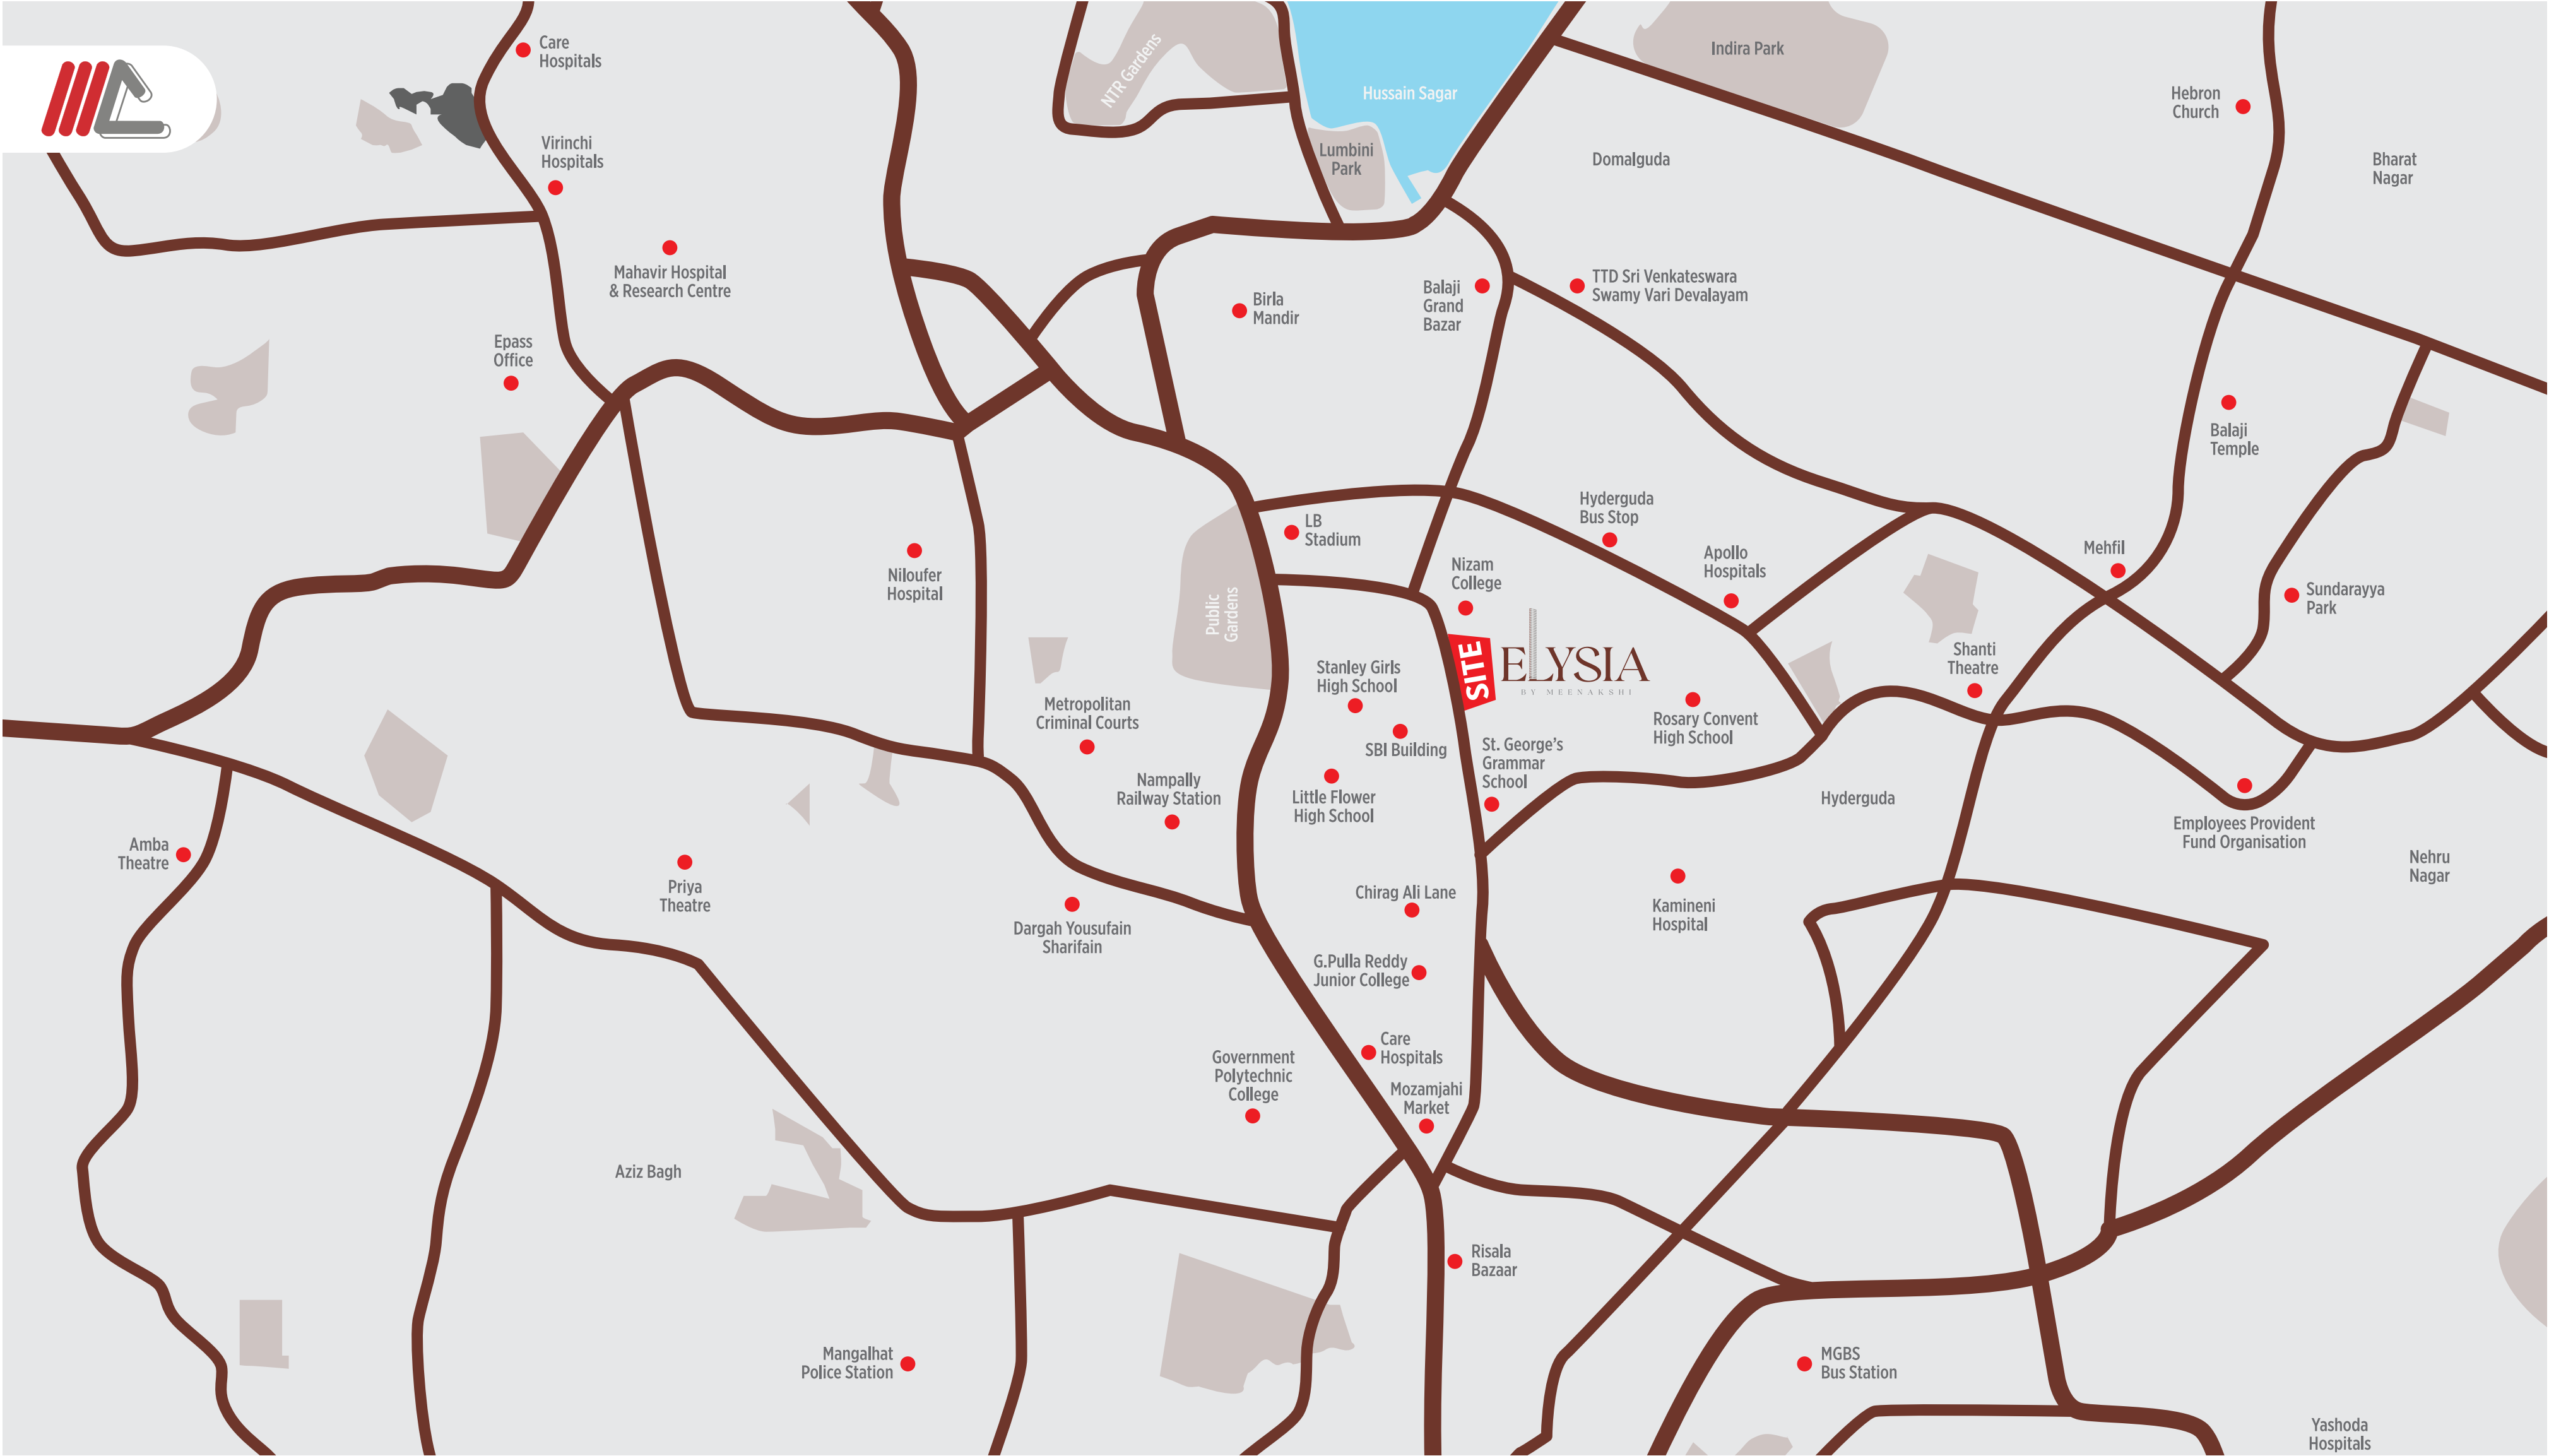 Care
Hospitals
NTR Gardens
Hussain Sagar
Indira Park
Hebron
Church
Virinchi
Hospitals
Lumbini
Park
Domalguda
Bharat
Nagar
Mahavir Hospital
& Research Centre
Birla
Mandir
Balaji
Grand
Bazar
TTD Sri Venkateswara
Swamy Vari Devalayam
Epass
Office
Balaji
Temple
LB
Stadium
Hyderguda
Bus Stop
Nizam
College
Apollo
Hospitals
Mehfil
Niloufer
Hospital
Public
Gardens
Sundarayya
Park
SITE
ELYSIA
BY MEENAKSHI
Stanley Girls
High School
Shanti
Theatre
Metropolitan
Criminal Courts
SBI Building
St. George's
Grammar
School
Rosary Convent
High School
Nampally
Railway Station
Little Flower
High School
Hyderguda
Employees Provident
Fund Organisation
Amba
Theatre
Priya
Theatre
Nehru
Nagar
Dargah Yousufain
Sharifain
Chirag Ali Lane
Kamineni
Hospital
G.Pulla Reddy
Junior College
Care
Hospitals
Government
Polytechnic
College
Mozamjahi
Market
Aziz Bagh
Risala
Bazaar
Mangalhat
Police Station
MGBS
Bus Station
Yashoda
Hospitals